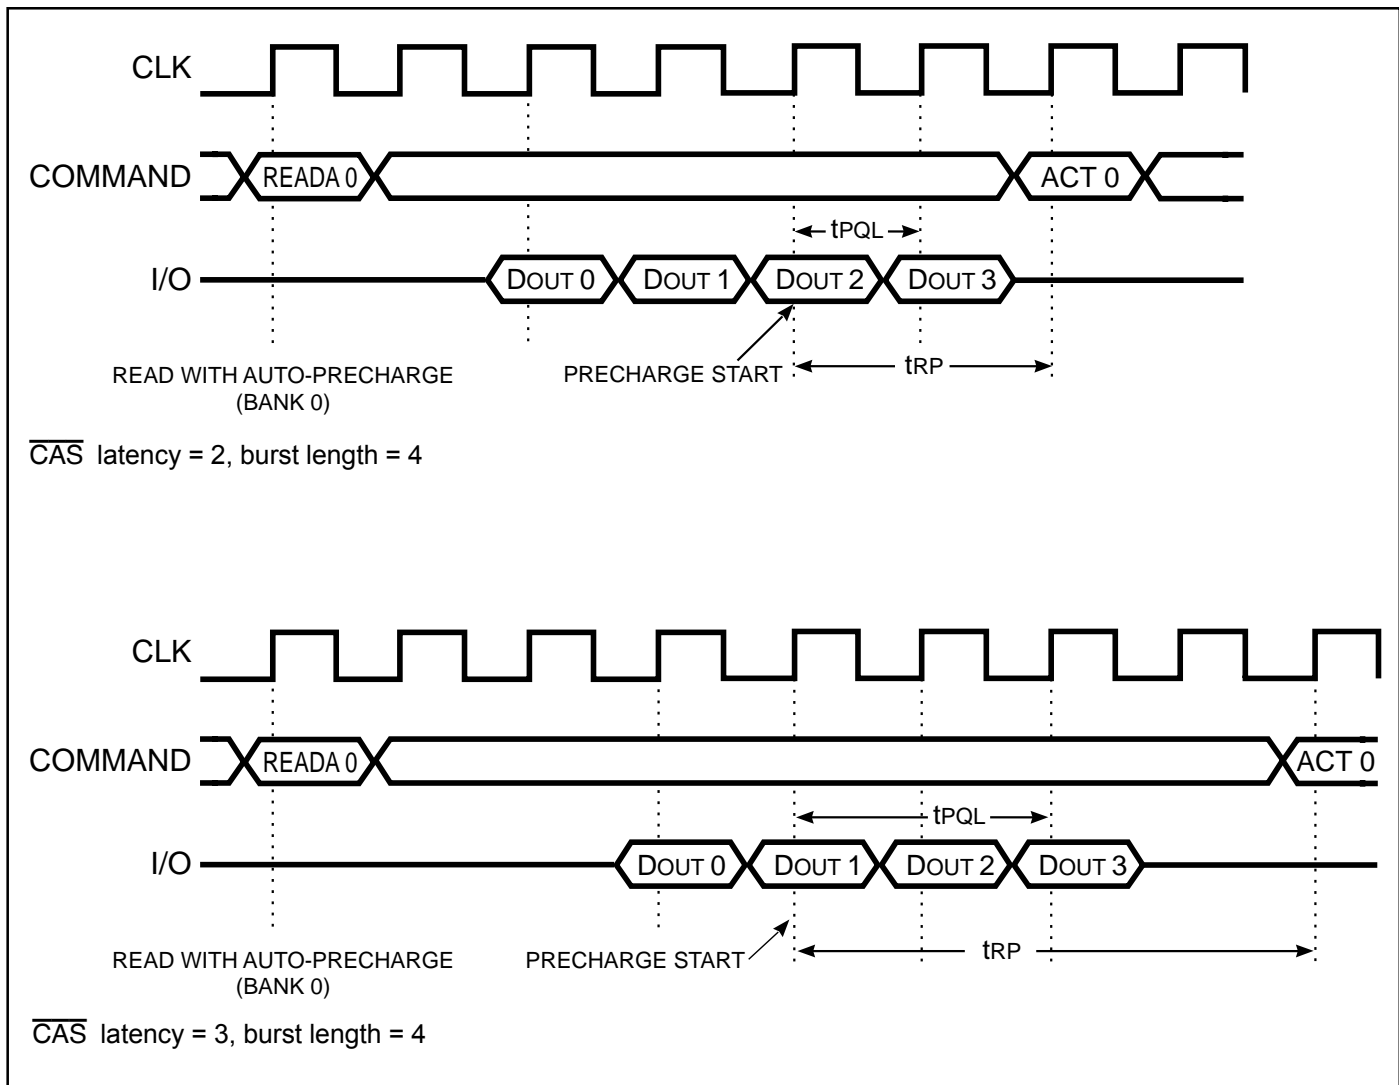 CLK
COMMAND
READA 0
ACT 0
tPQL
I/O
DOUT 0
DOUT 1
DOUT 2
DOUT 3
tRP
PRECHARGE START
READ WITH AUTO-PRECHARGE
(BANK 0)
CAS latency = 2, burst length = 4
CLK
COMMAND
READA 0
ACT 0
tPQL
I/O
DOUT 0
DOUT 1
DOUT 2
DOUT 3
tRP
PRECHARGE START
READ WITH AUTO-PRECHARGE
(BANK 0)
CAS latency = 3, burst length = 4